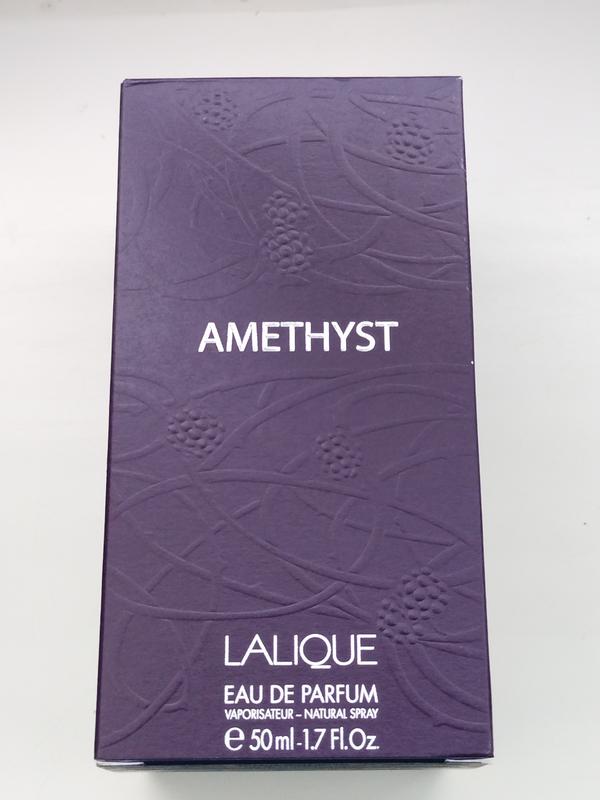 AMETHYST
LALIQUE
EAU DE PARFUM
VAPORISATEUR – NATURAL SPRAY
℮ 50 ml - 1.7 Fl.Oz.